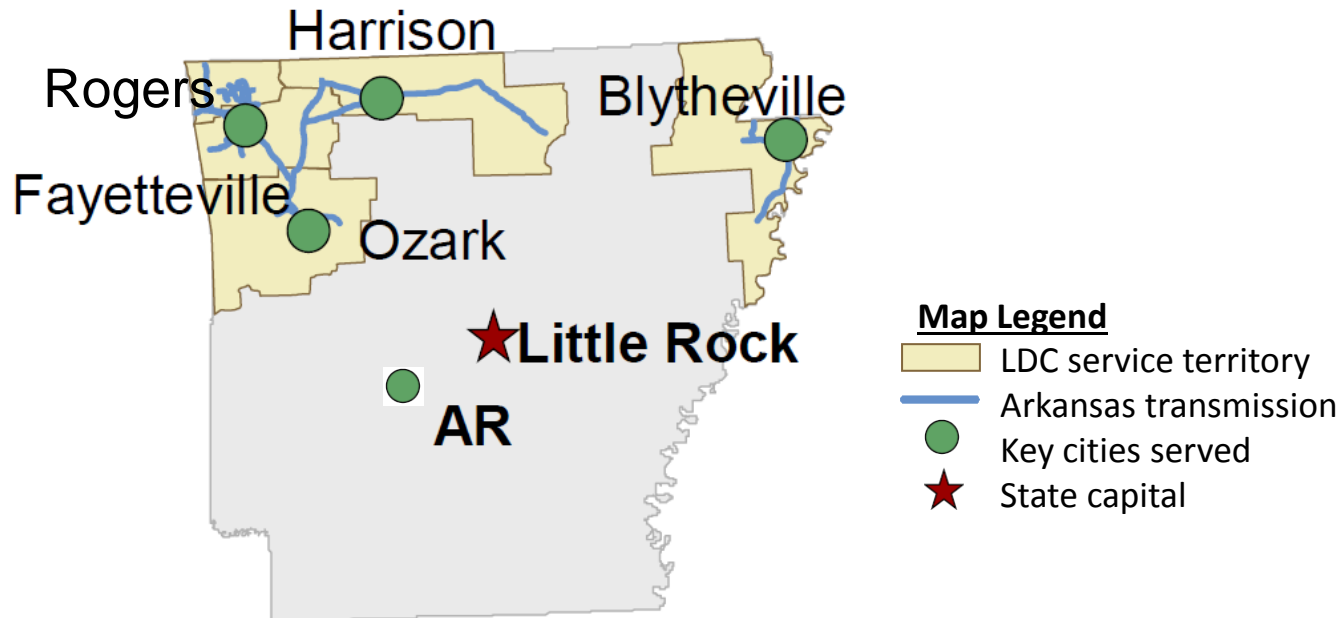 Harrison
Rogers
Blytheville
Fayetteville
Ozark
Little Rock
AR
Map Legend
LDC service territory
Arkansas transmission
Key cities served
State capital